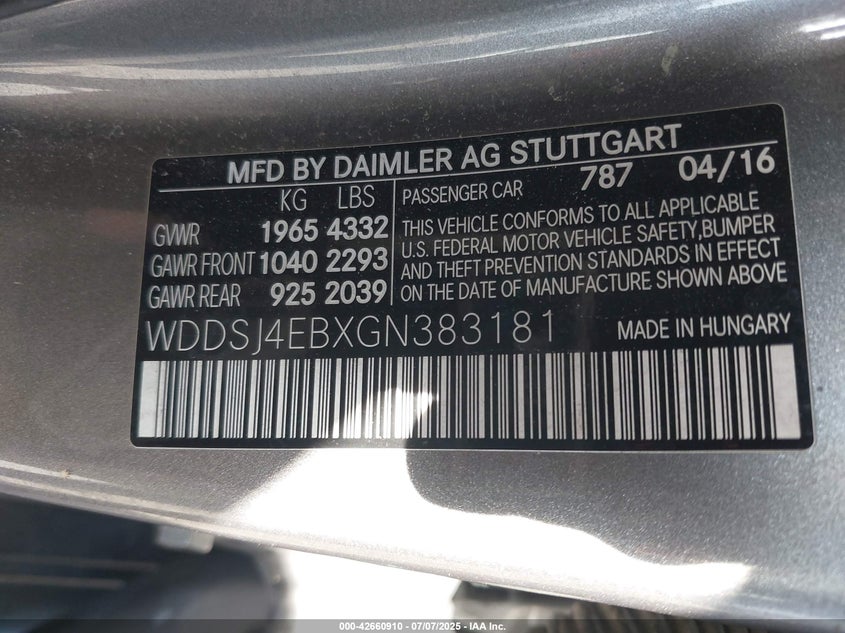 MFD BY DAIMLER AG STUTTGART
KG LBS
GVWR 1965 4332
GAWR FRONT 1040 2293
GAWR REAR 925 2039
PASSENGER CAR 787 04/16
THIS VEHICLE CONFORMS TO ALL APPLICABLE
U.S. FEDERAL MOTOR VEHICLE SAFETY,BUMPER
AND THEFT PREVENTION STANDARDS IN EFFECT
ON THE DATE OF MANUFACTURE SHOWN ABOVE
WDDSJ4EBXGN383181 MADE IN HUNGARY
000-42660910 - 07/07/2025 - IAA Inc.